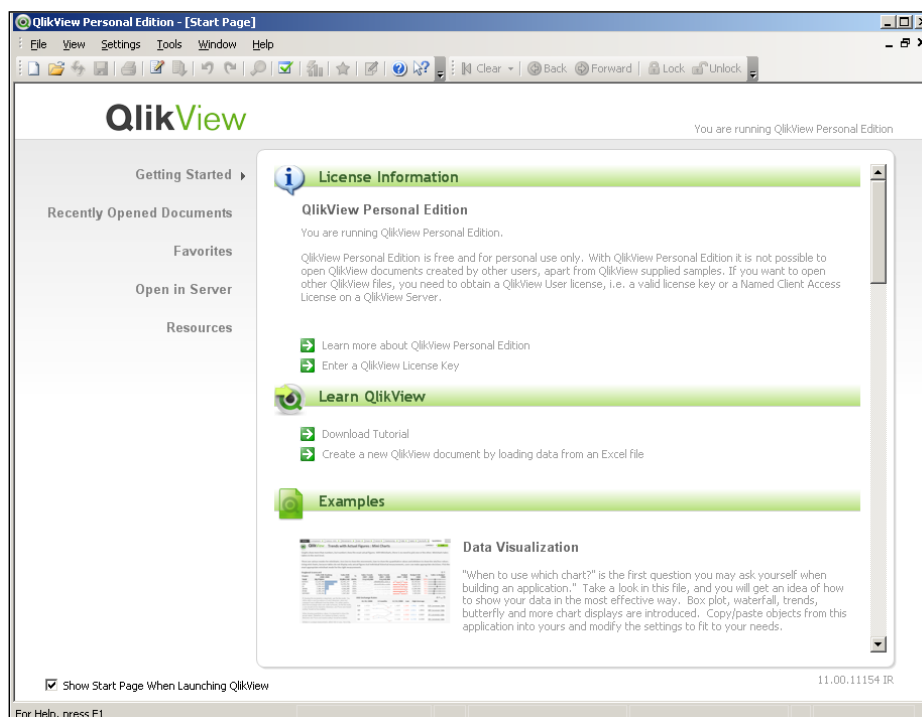 QlikView Personal Edition - [Start Page]
File View Settings Tools Window Help
Clear Back Forward Lock Unlock
QlikView
You are running QlikView Personal Edition
Getting Started
Recently Opened Documents
Favorites
Open in Server
Resources
License Information
QlikView Personal Edition
You are running QlikView Personal Edition.
QlikView Personal Edition is free and for personal use only. With QlikView Personal Edition it is not possible to
open QlikView documents created by other users, apart from QlikView supplied samples. If you want to open
other QlikView files, you need to obtain a QlikView User license, i.e. a valid license key or a Named Client Access
License on a QlikView Server.
Learn more about QlikView Personal Edition
Enter a QlikView License Key
Learn QlikView
Download Tutorial
Create a new QlikView document by loading data from an Excel file
Examples
Data Visualization
"When to use which chart?" is the first question you may ask yourself when
building an application." Take a look in this file, and you will get an idea of how
to show your data in the most effective way. Box plot, waterfall, trends,
butterfly and more chart displays are introduced. Copy/paste objects from this
application into yours and modify the settings to fit to your needs.
Show Start Page When Launching QlikView
11.00.11154 IR
For Help, press F1